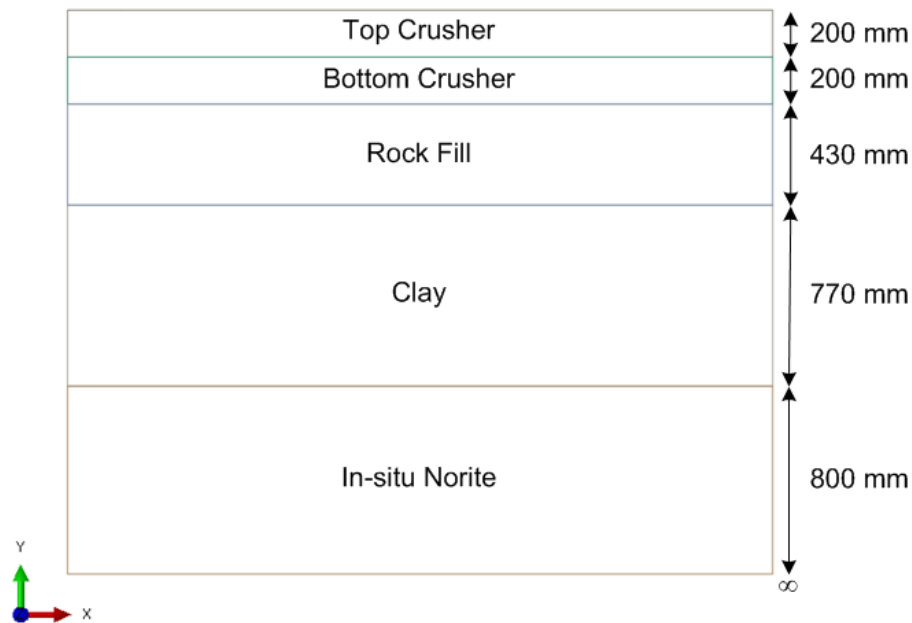 Top Crusher
200 mm
Bottom Crusher
200 mm
Rock Fill
430 mm
Clay
770 mm
In-situ Norite
800 mm
∞
Y
X